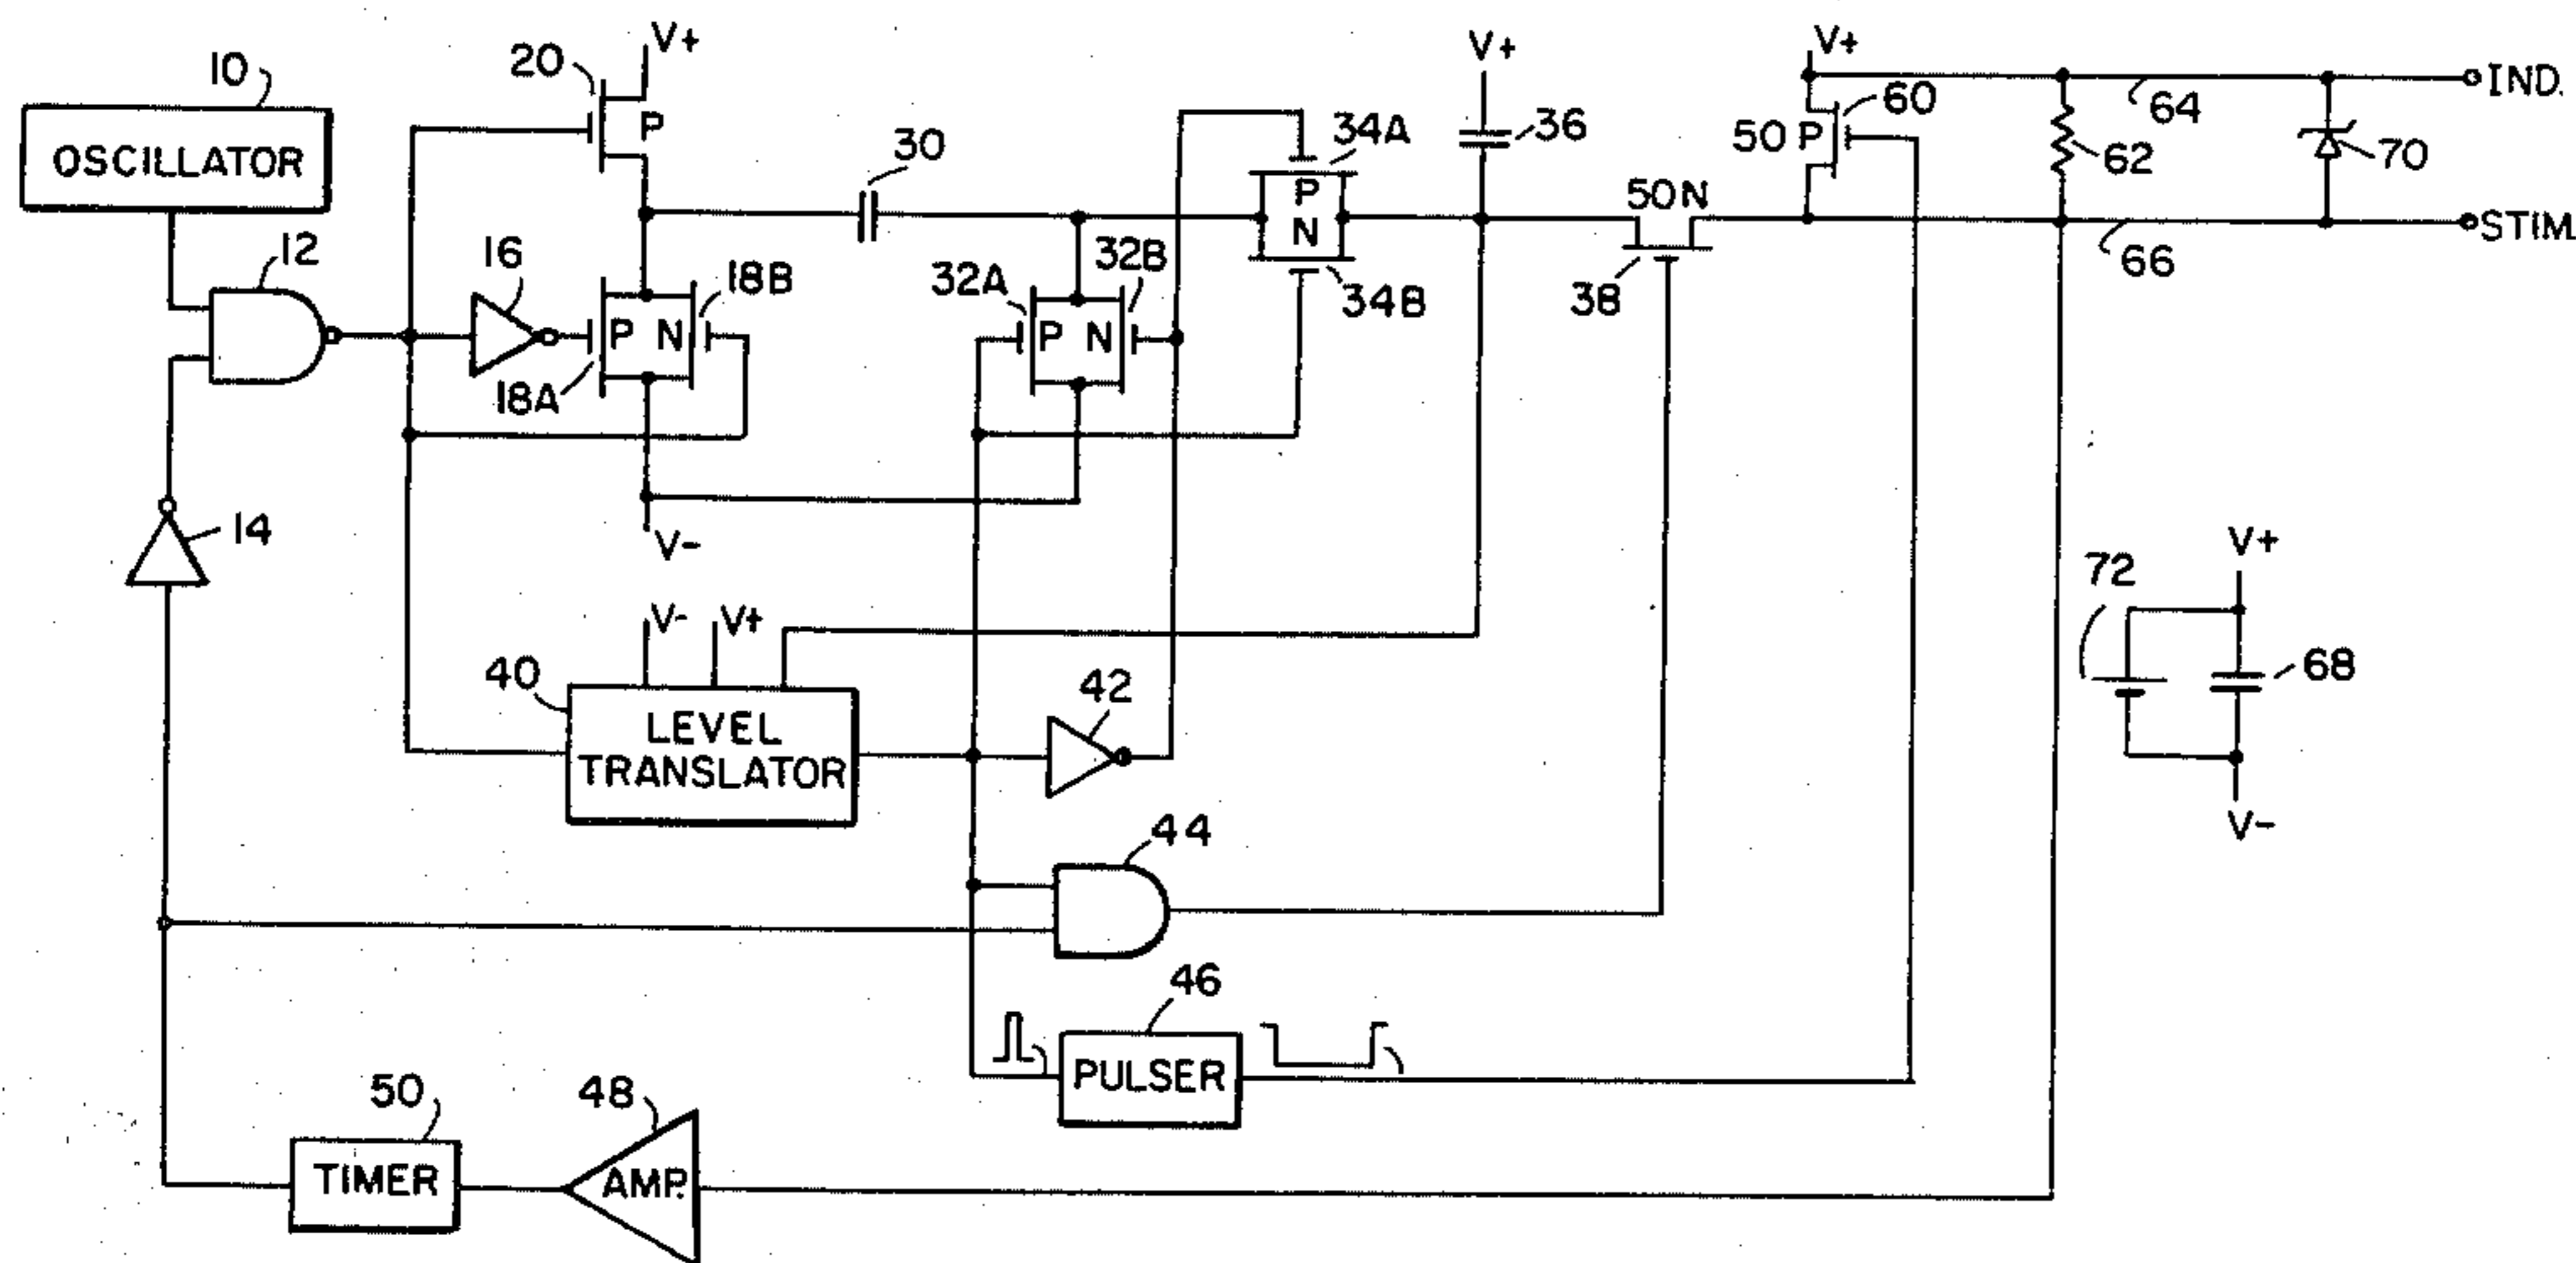 V+
20
10
P
OSCILLATOR
30
34A
P
N
34B
V+
36
V+
60
50 P
62
64
IND.
70
50N
38
STIM.
66
12
16
18B
P N
18A
32A
32B
P N
14
V-
V- V+
40
LEVEL
TRANSLATOR
42
72
V+
68
V-
44
46
PULSER
50
TIMER
48
AMP.